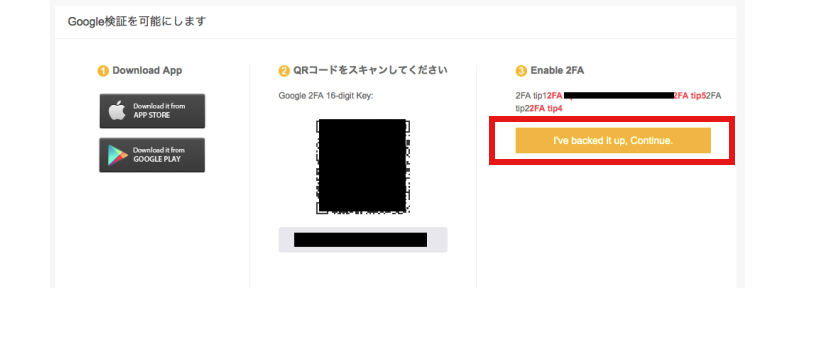 Google検証を可能にします
1 Download App
Download it from
APP STORE
Download it from
GOOGLE PLAY
2 QRコードをスキャンしてください
Google 2FA 16-digit Key:
3 Enable 2FA
2FA tip12FA 2FA tip52FA
tip22FA tip4
I've backed it up, Continue.